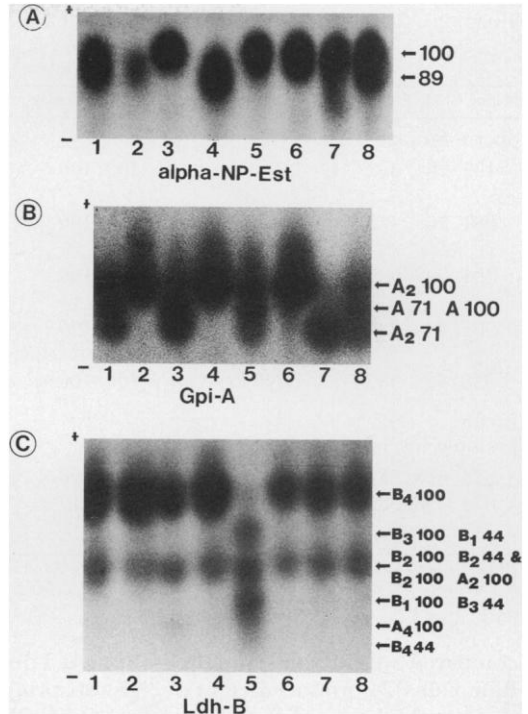 A
+
100
89
−
1 2 3 4 5 6 7 8
alpha-NP-Est
B
+
A2 100
A 71 A 100
A2 71
−
1 2 3 4 5 6 7 8
Gpi-A
C
+
B4 100
B3 100 B1 44
B2 100 B2 44 &
B2 100 A2 100
B1 100 B3 44
A4 100
B4 44
−
1 2 3 4 5 6 7 8
Ldh-B